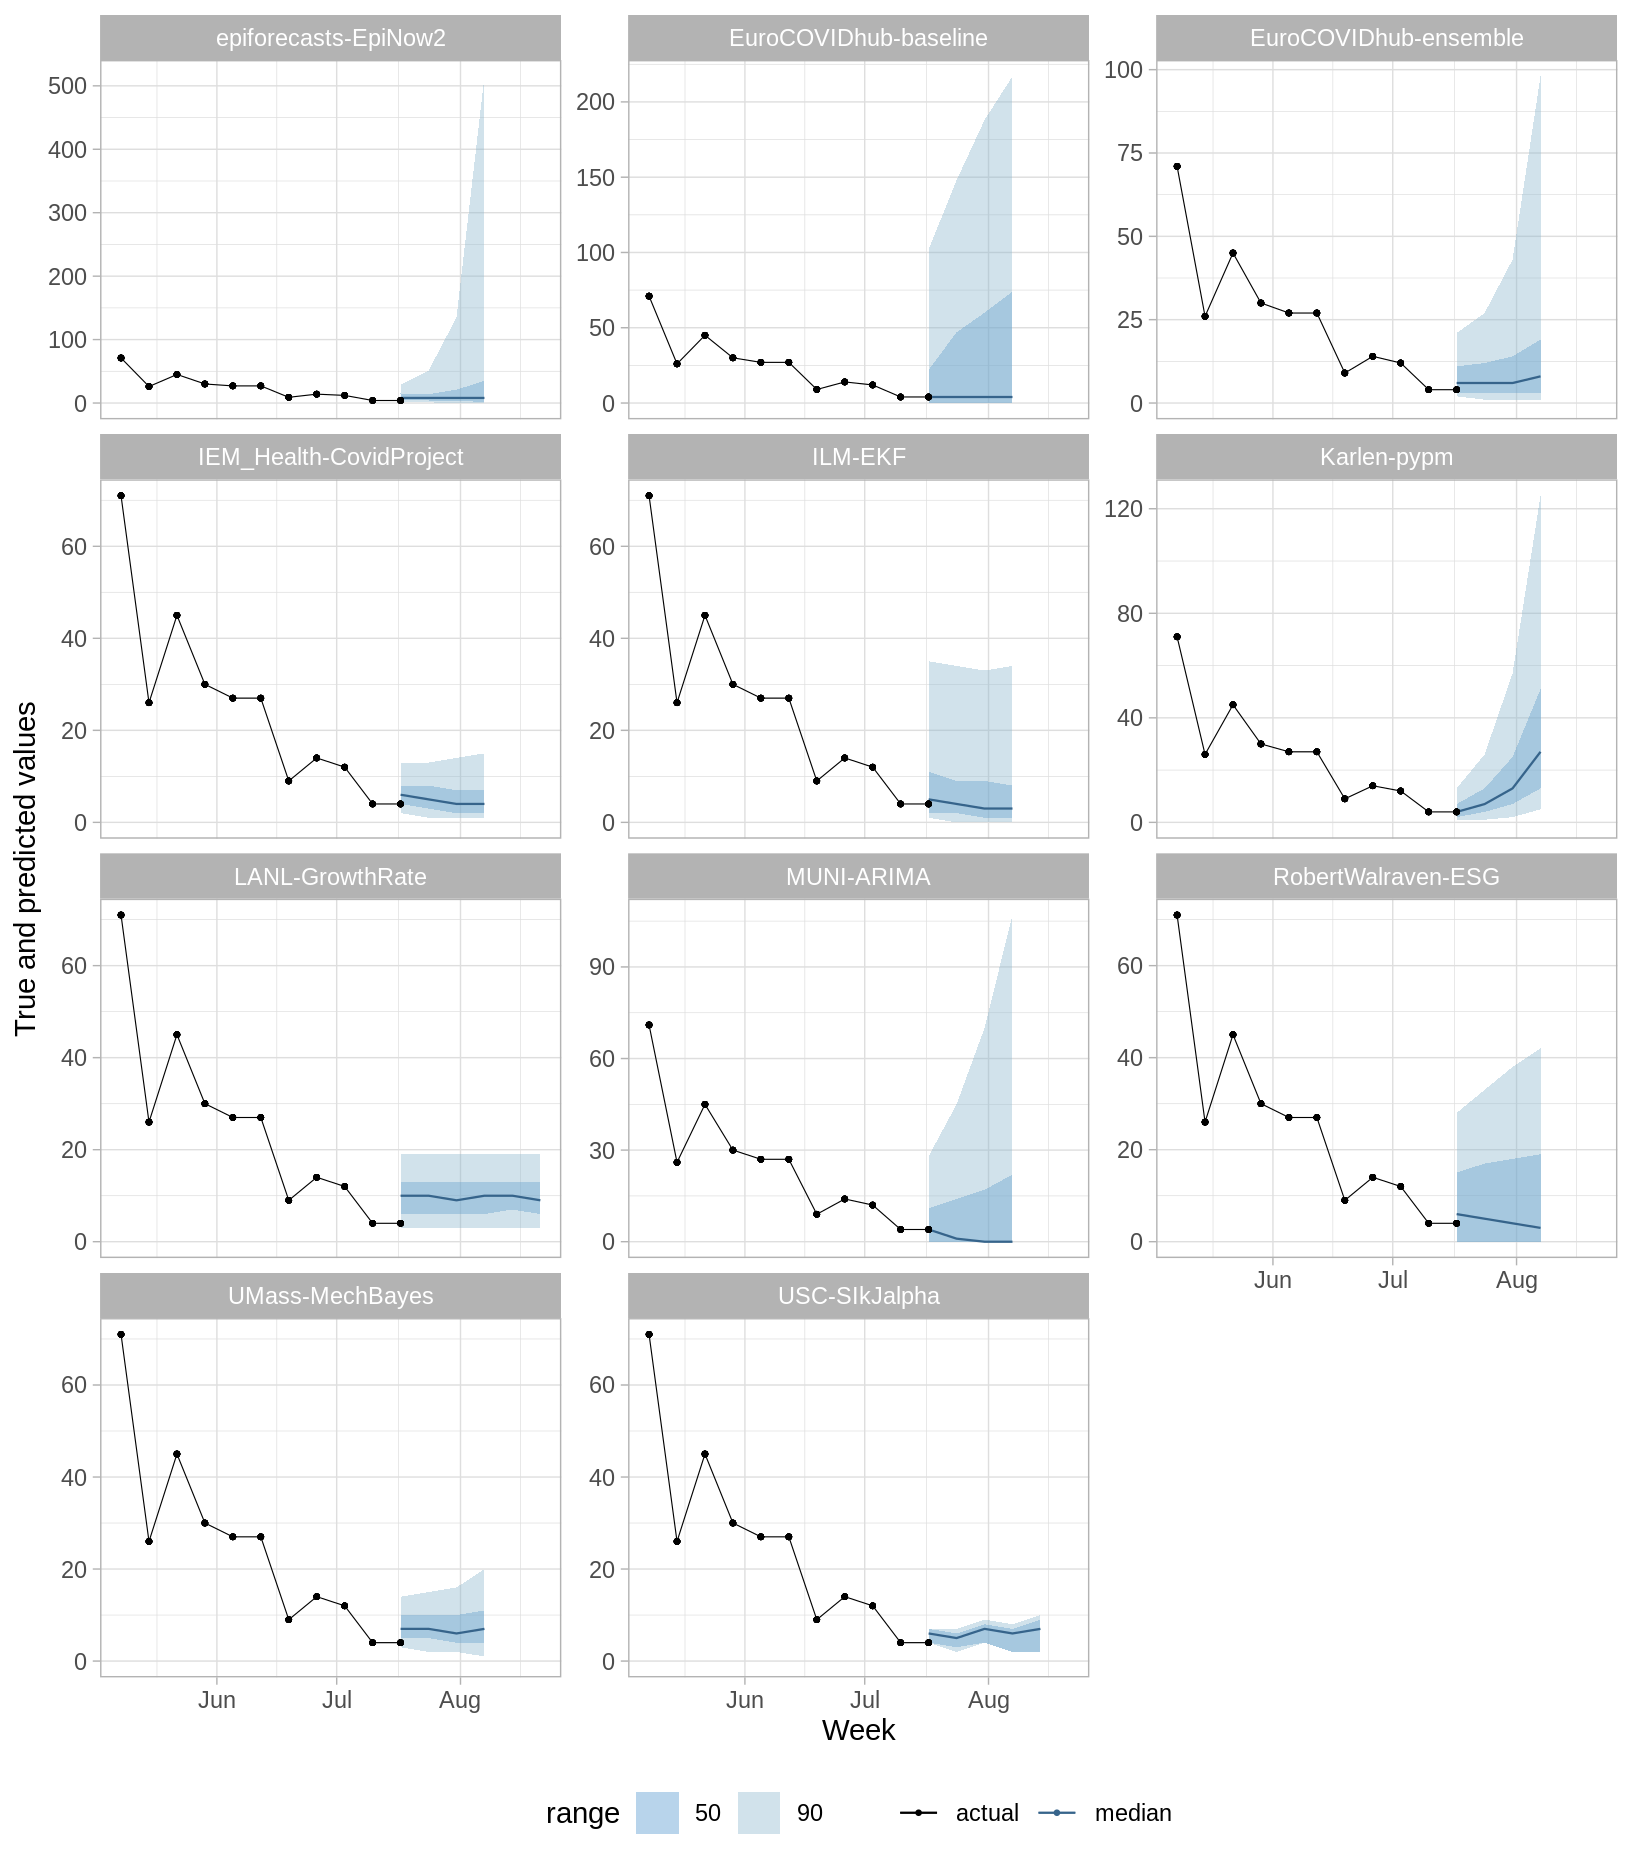 epiforecasts-EpiNow2
EuroCOVIDhub-baseline
EuroCOVIDhub-ensemble
500
400
300
200
100
0
200
150
100
50
0
100
75
50
25
0
IEM_Health-CovidProject
ILM-EKF
Karlen-pypm
60
40
20
0
60
40
20
0
120
80
40
0
True and predicted values
LANL-GrowthRate
MUNI-ARIMA
RobertWalraven-ESG
60
40
20
0
90
60
30
0
60
40
20
0
Jun Jul Aug
UMass-MechBayes
USC-SIkJalpha
60
40
20
0
60
40
20
0
Jun Jul Aug
Jun Jul Aug
Week
range 50 90 actual median